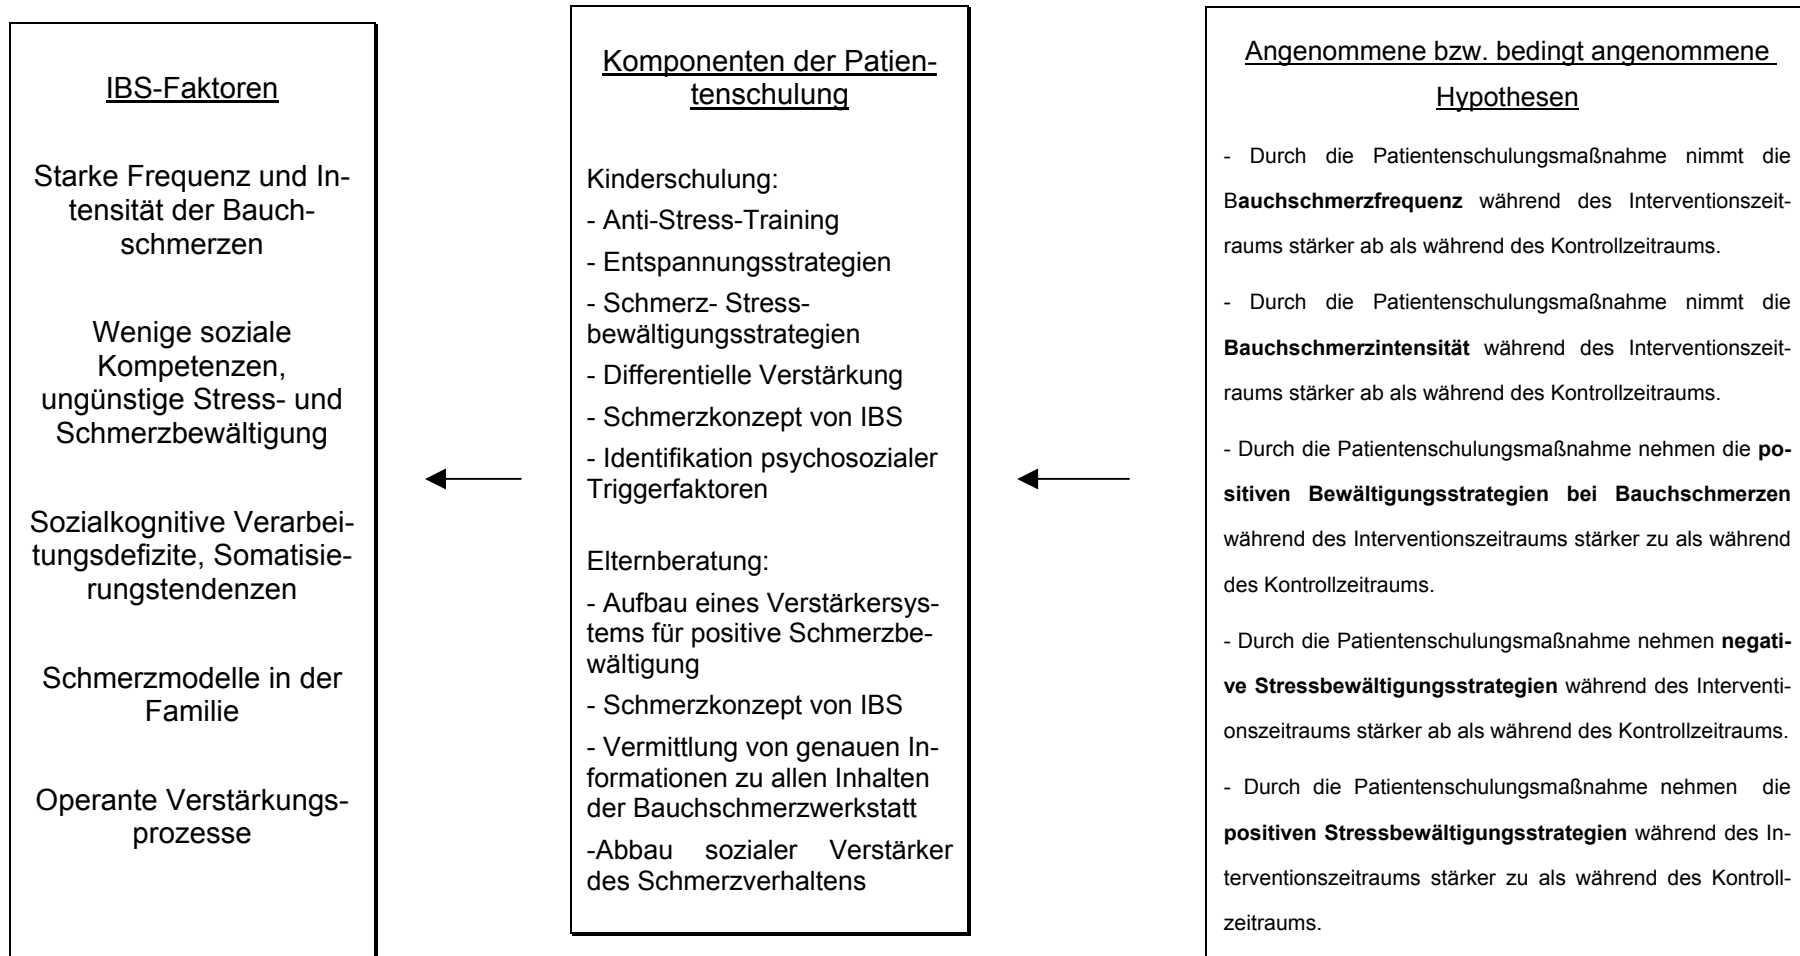 IBS-Faktoren
Starke Frequenz und In-
tensität der Bauch-
schmerzen
Wenige soziale
Kompetenzen,
ungünstige Stress- und
Schmerzbewältigung
Sozialkognitive Verarbei-
tungsdefizite, Somatisie-
rungstendenzen
Schmerzmodelle in der
Familie
Operante Verstärkungs-
prozesse
Komponenten der Patien-
tenschulung
Kinderschulung:
- Anti-Stress-Training
- Entspannungsstrategien
- Schmerz- Stress-
bewältigungsstrategien
- Differentielle Verstärkung
- Schmerzkonzept von IBS
- Identifikation psychosozialer
Triggerfaktoren
Elternberatung:
- Aufbau eines Verstärkersys-
tems für positive Schmerzbe-
wältigung
- Schmerzkonzept von IBS
- Vermittlung von genauen In-
formationen zu allen Inhalten
der Bauchschmerzwerkstatt
-Abbau sozialer Verstärker
des Schmerzverhaltens
Angenommene bzw. bedingt angenommene
Hypothesen
- Durch die Patientenschulungsmaßnahme nimmt die
Bauchschmerzfrequenz während des Interventionszeit-
raums stärker ab als während des Kontrollzeitraums.
- Durch die Patientenschulungsmaßnahme nimmt die
Bauchschmerzintensität während des Interventionszeit-
raums stärker ab als während des Kontrollzeitraums.
- Durch die Patientenschulungsmaßnahme nehmen die po-
sitiven Bewältigungsstrategien bei Bauchschmerzen
während des Interventionszeitraums stärker zu als während
des Kontrollzeitraums.
- Durch die Patientenschulungsmaßnahme nehmen negati-
ve Stressbewältigungsstrategien während des Interventi-
onszeitraums stärker ab als während des Kontrollzeitraums.
- Durch die Patientenschulungsmaßnahme nehmen die
positiven Stressbewältigungsstrategien während des In-
terventionszeitraums stärker zu als während des Kontroll-
zeitraums.